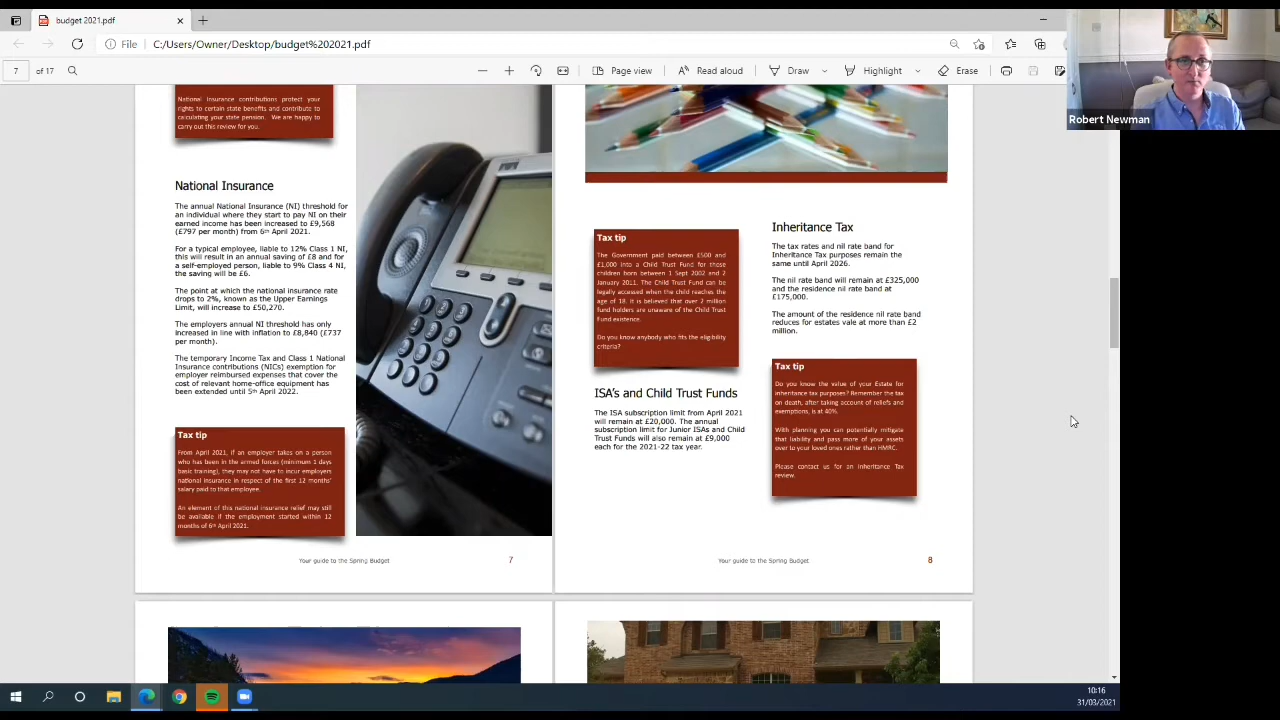 budget 2021.pdf
File
C:/Users/Owner/Desktop/budget%202021.pdf
7
of 17
Page view
Read aloud
Draw
Highlight
Erase
Robert Newman
National Insurance contributions protect your
rights to certain state benefits and contribute to
calculating your state pension. We are happy to
carry out this review for you.
National Insurance
The annual National Insurance (NI) threshold for
an individual where they start to pay NI on their
earned income has been increased to £9,568
(£797 per month) from 6th April 2021.
For a typical employee, liable to 12% Class 1 NI,
this will result in an annual saving of £8 and for
a self-employed person, liable to 9% Class 4 NI,
the saving will be £6.
The point at which the national insurance rate
drops to 2%, known as the Upper Earnings
Limit, will increase to £50,270.
The employers annual NI threshold has only
increased in line with inflation to £8,840 (£737
per month).
The temporary Income Tax and Class 1 National
Insurance contributions (NICs) exemption for
employer reimbursed expenses that cover the
cost of relevant home-office equipment has
been extended until 5th April 2022.
Tax tip
From April 2021, if an employer takes on a person
who has been in the armed forces (minimum 1 days
basic training), they may not have to incur employers
national insurance in respect of the first 12 months'
salary paid to that employee.
An element of this national insurance relief may still
be available if the employment started within 12
months of 6th April 2021.
Your guide to the Spring Budget
7
Tax tip
The Government paid between £500 and
£1,000 into a Child Trust Fund for those
children born between 1 Sept 2002 and 2
January 2011. The Child Trust Fund can be
legally accessed when the child reaches the
age of 18. It is believed that over 2 million
fund holders are unaware of the Child Trust
Fund existence.
Do you know anybody who fits the eligibility
criteria?
ISA's and Child Trust Funds
The ISA subscription limit from April 2021
will remain at £20,000. The annual
subscription limit for Junior ISAs and Child
Trust Funds will also remain at £9,000
each for the 2021-22 tax year.
Inheritance Tax
The tax rates and nil rate band for
Inheritance Tax purposes remain the
same until April 2026.
The nil rate band will remain at £325,000
and the residence nil rate band at
£175,000.
The amount of the residence nil rate band
reduces for estates vale at more than £2
million.
Tax tip
Do you know the value of your Estate for
inheritance tax purposes? Remember the tax
on death, after taking account of reliefs and
exemptions, is at 40%.
With planning you can potentially mitigate
that liability and pass more of your assets
over to your loved ones rather than HMRC.
Please contact us for an Inheritance Tax
review.
Your guide to the Spring Budget
8
10:16
31/03/2021